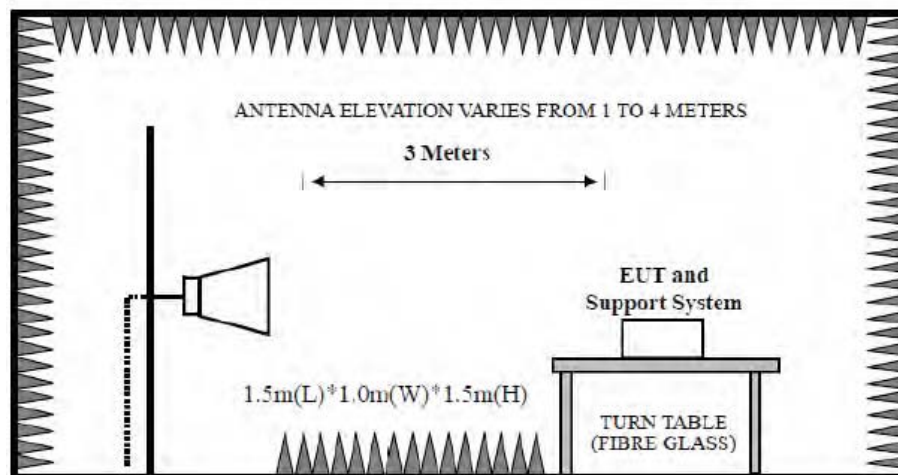 ANTENNA ELEVATION VARIES FROM 1 TO 4 METERS
3 Meters
EUT and
Support System
1.5m(L)*1.0m(W)*1.5m(H)
TURN TABLE
(FIBRE GLASS)